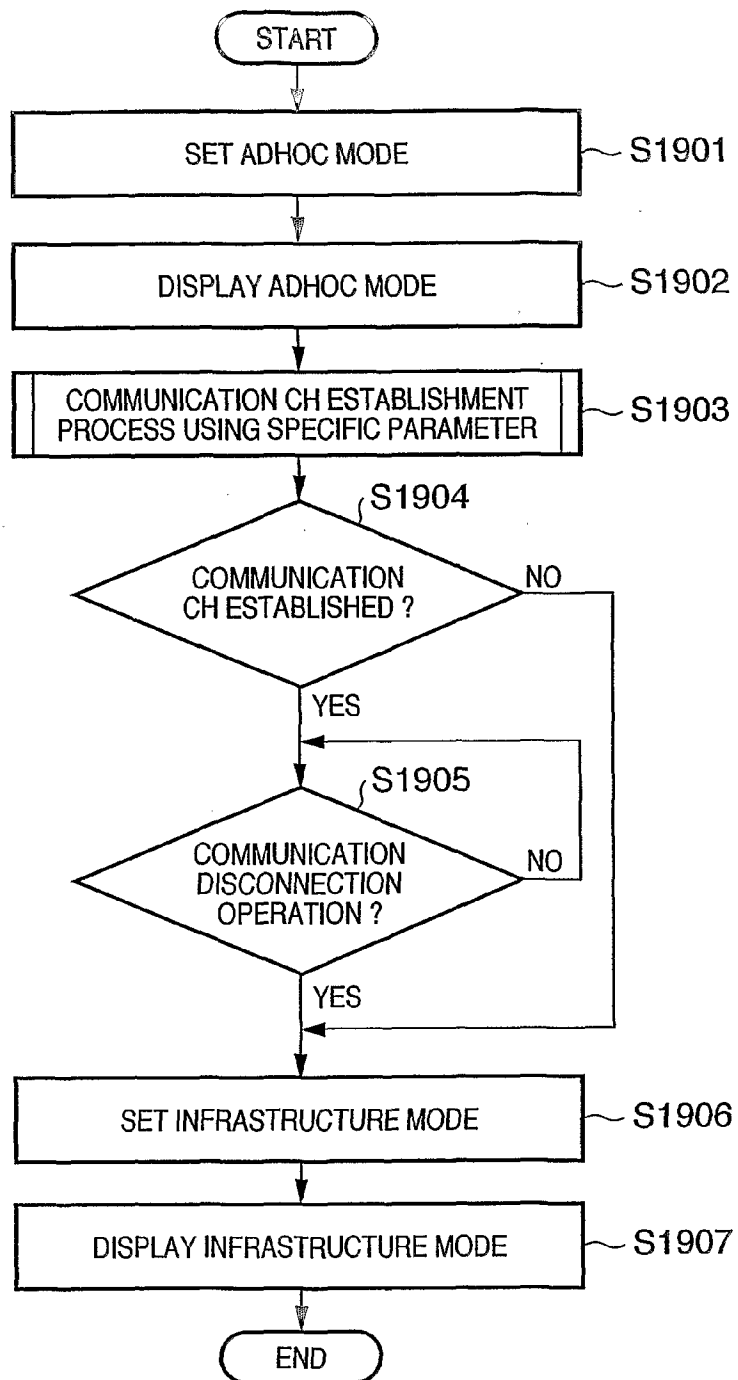 START
SET ADHOC MODE
S1901
DISPLAY ADHOC MODE
S1902
COMMUNICATION CH ESTABLISHMENT
PROCESS USING SPECIFIC PARAMETER
S1903
S1904
COMMUNICATION
CH ESTABLISHED ?
NO
YES
S1905
COMMUNICATION
DISCONNECTION
OPERATION ?
NO
YES
SET INFRASTRUCTURE MODE
S1906
DISPLAY INFRASTRUCTURE MODE
S1907
END